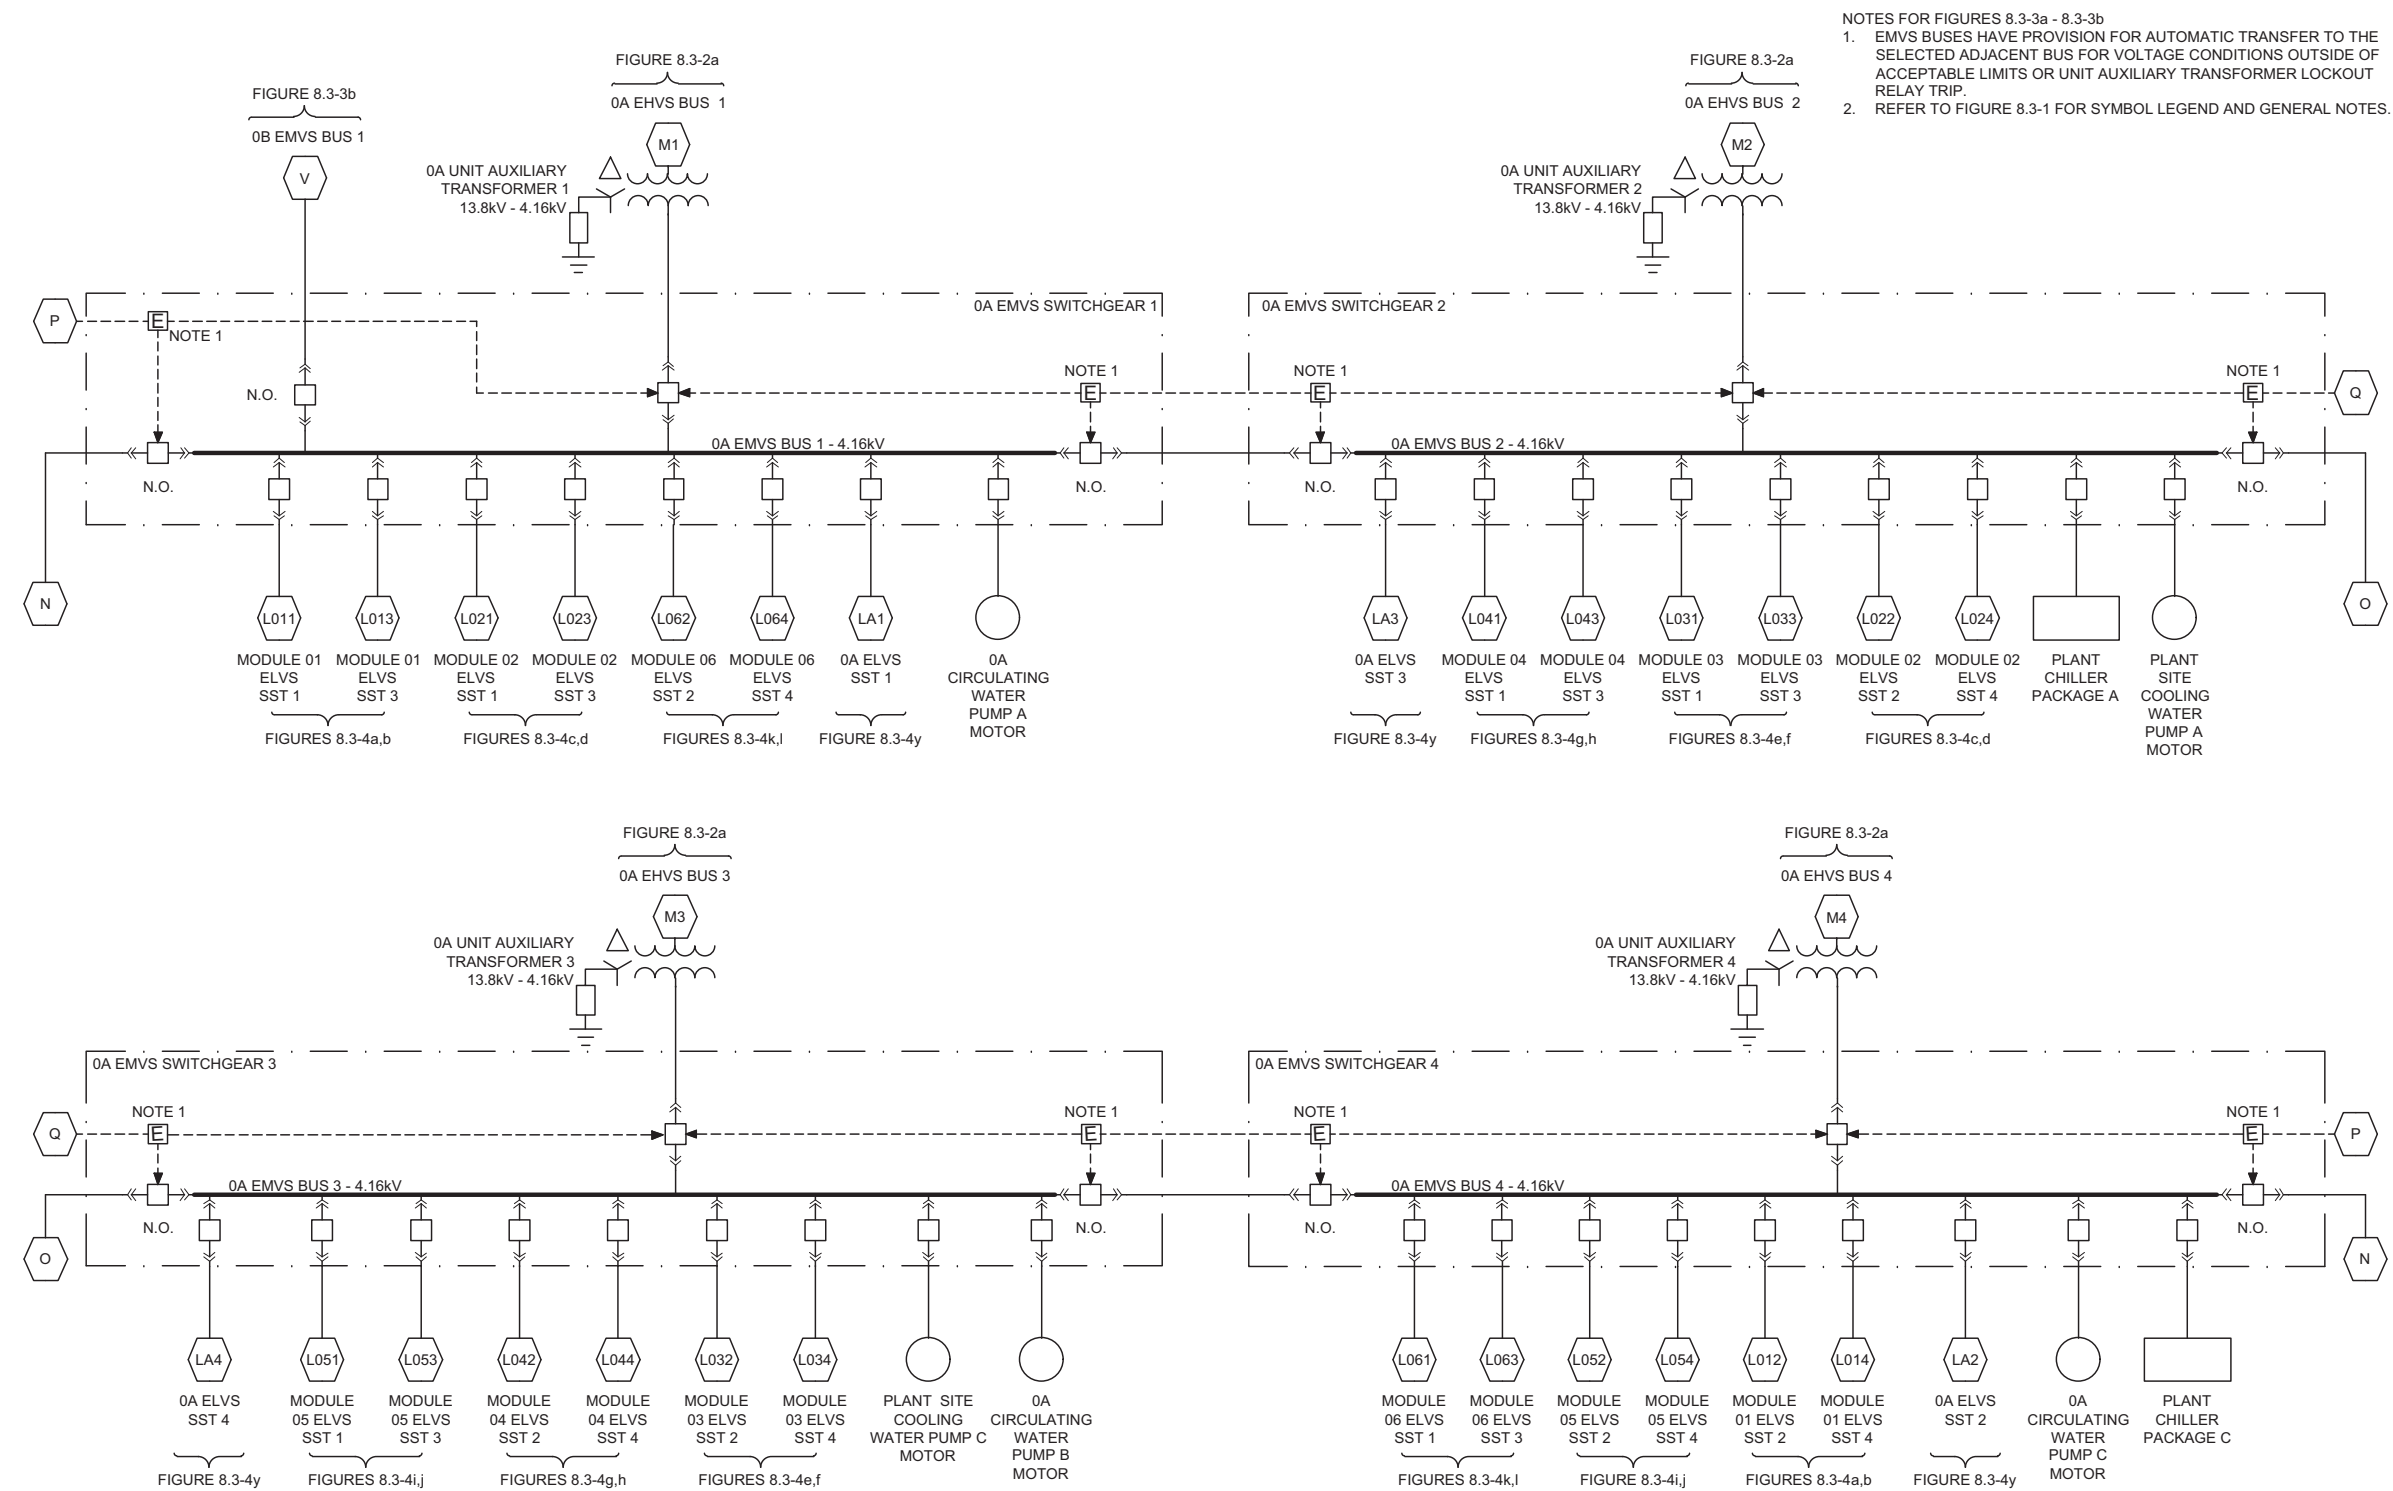 NOTES FOR FIGURES 8.3-3a - 8.3-3b
1. EMVS BUSES HAVE PROVISION FOR AUTOMATIC TRANSFER TO THE
SELECTED ADJACENT BUS FOR VOLTAGE CONDITIONS OUTSIDE OF
ACCEPTABLE LIMITS OR UNIT AUXILIARY TRANSFORMER LOCKOUT
RELAY TRIP.
2. REFER TO FIGURE 8.3-1 FOR SYMBOL LEGEND AND GENERAL NOTES.
FIGURE 8.3-3b
0B EMVS BUS 1
V
FIGURE 8.3-2a
0A EHVS BUS 1
M1
0A UNIT AUXILIARY
TRANSFORMER 1
13.8kV - 4.16kV
0A EMVS SWITCHGEAR 1
P
E
NOTE 1
N.O.
NOTE 1
E
0A EMVS BUS 1 - 4.16kV
N.O.
N.O.
N
L011
MODULE 01
ELVS
SST 1
L013
MODULE 01
ELVS
SST 3
FIGURES 8.3-4a,b
L021
MODULE 02
ELVS
SST 1
L023
MODULE 02
ELVS
SST 3
FIGURES 8.3-4c,d
L062
MODULE 06
ELVS
SST 2
L064
MODULE 06
ELVS
SST 4
FIGURES 8.3-4k,l
LA1
0A ELVS
SST 1
FIGURE 8.3-4y
0A
CIRCULATING
WATER
PUMP A
MOTOR
FIGURE 8.3-2a
0A EHVS BUS 2
M2
0A UNIT AUXILIARY
TRANSFORMER 2
13.8kV - 4.16kV
0A EMVS SWITCHGEAR 2
NOTE 1
E
NOTE 1
E
Q
0A EMVS BUS 2 - 4.16kV
N.O.
N.O.
O
LA3
0A ELVS
SST 3
FIGURE 8.3-4y
L041
MODULE 04
ELVS
SST 1
L043
MODULE 04
ELVS
SST 3
FIGURES 8.3-4g,h
L031
MODULE 03
ELVS
SST 1
L033
MODULE 03
ELVS
SST 3
FIGURES 8.3-4e,f
L022
MODULE 02
ELVS
SST 2
L024
MODULE 02
ELVS
SST 4
FIGURES 8.3-4c,d
PLANT
CHILLER
PACKAGE A
PLANT
SITE
COOLING
WATER
PUMP A
MOTOR
FIGURE 8.3-2a
0A EHVS BUS 3
M3
0A UNIT AUXILIARY
TRANSFORMER 3
13.8kV - 4.16kV
0A EMVS SWITCHGEAR 3
Q
NOTE 1
E
NOTE 1
E
0A EMVS BUS 3 - 4.16kV
N.O.
N.O.
O
LA4
0A ELVS
SST 4
FIGURE 8.3-4y
L051
MODULE
05 ELVS
SST 1
L053
MODULE
05 ELVS
SST 3
FIGURES 8.3-4i,j
L042
MODULE
04 ELVS
SST 2
L044
MODULE
04 ELVS
SST 4
FIGURES 8.3-4g,h
L032
MODULE
03 ELVS
SST 2
L034
MODULE
03 ELVS
SST 4
FIGURES 8.3-4e,f
PLANT SITE
COOLING
WATER PUMP C
MOTOR
0A
CIRCULATING
WATER
PUMP B
MOTOR
FIGURE 8.3-2a
0A EHVS BUS 4
M4
0A UNIT AUXILIARY
TRANSFORMER 4
13.8kV - 4.16kV
0A EMVS SWITCHGEAR 4
NOTE 1
E
NOTE 1
E
P
0A EMVS BUS 4 - 4.16kV
N.O.
N.O.
N
L061
MODULE
06 ELVS
SST 1
L063
MODULE
06 ELVS
SST 3
FIGURES 8.3-4k,l
L052
MODULE
05 ELVS
SST 2
L054
MODULE
05 ELVS
SST 4
FIGURE 8.3-4i,j
L012
MODULE
01 ELVS
SST 2
L014
MODULE
01 ELVS
SST 4
FIGURES 8.3-4a,b
LA2
0A ELVS
SST 2
FIGURE 8.3-4y
0A
CIRCULATING
WATER
PUMP C
MOTOR
PLANT
CHILLER
PACKAGE C